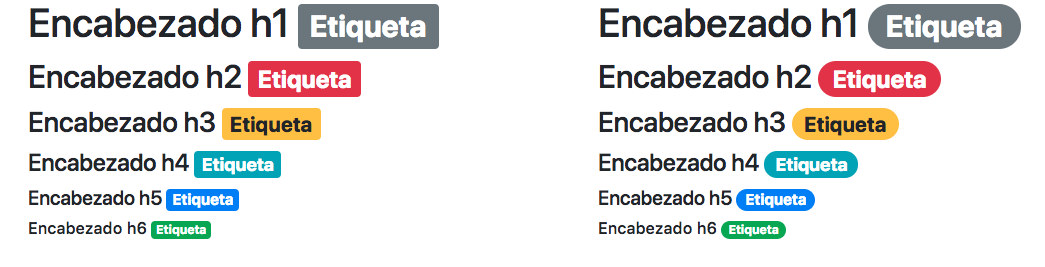 Encabezado h1 Etiqueta
Encabezado h2 Etiqueta
Encabezado h3 Etiqueta
Encabezado h4 Etiqueta
Encabezado h5 Etiqueta
Encabezado h6 Etiqueta
Encabezado h1 Etiqueta
Encabezado h2 Etiqueta
Encabezado h3 Etiqueta
Encabezado h4 Etiqueta
Encabezado h5 Etiqueta
Encabezado h6 Etiqueta